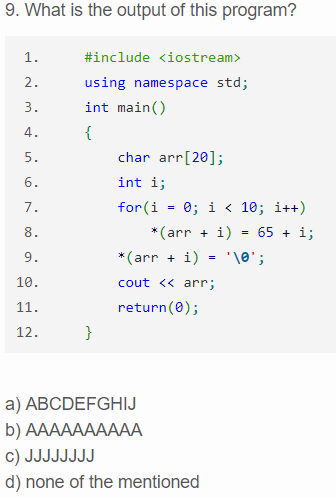 9. What is the output of this program?
1. #include <iostream>
2. using namespace std;
3. int main()
4. {
5. char arr[20];
6. int i;
7. for(i = 0; i < 10; i++)
8. *(arr + i) = 65 + i;
9. *(arr + i) = '\0';
10. cout << arr;
11. return(0);
12. }
a) ABCDEFGHIJ
b) AAAAAAAAAA
c) JJJJJJJJ
d) none of the mentioned